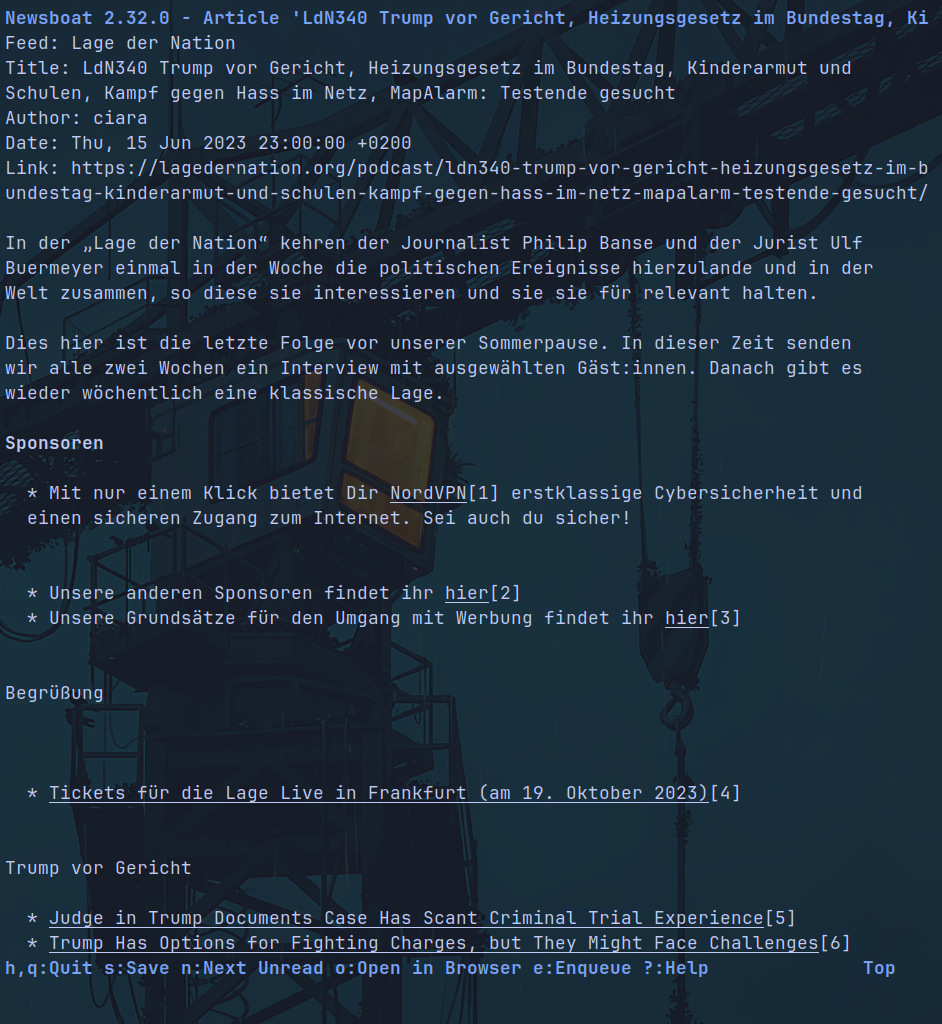 Newsboat 2.32.0 - Article 'LdN340 Trump vor Gericht, Heizungsgesetz im Bundestag, Ki
Feed: Lage der Nation
Title: LdN340 Trump vor Gericht, Heizungsgesetz im Bundestag, Kinderarmut und
Schulen, Kampf gegen Hass im Netz, MapAlarm: Testende gesucht
Author: ciara
Date: Thu, 15 Jun 2023 23:00:00 +0200
Link: https://lagedernation.org/podcast/ldn340-trump-vor-gericht-heizungsgesetz-im-b
undestag-kinderarmut-und-schulen-kampf-gegen-hass-im-netz-mapalarm-testende-gesucht/
In der „Lage der Nation“ kehren der Journalist Philip Banse und der Jurist Ulf
Buermeyer einmal in der Woche die politischen Ereignisse hierzulande und in der
Welt zusammen, so diese sie interessieren und sie sie für relevant halten.
Dies hier ist die letzte Folge vor unserer Sommerpause. In dieser Zeit senden
wir alle zwei Wochen ein Interview mit ausgewählten Gäst:innen. Danach gibt es
wieder wöchentlich eine klassische Lage.
Sponsoren
* Mit nur einem Klick bietet Dir NordVPN[1] erstklassige Cybersicherheit und
einen sicheren Zugang zum Internet. Sei auch du sicher!
* Unsere anderen Sponsoren findet ihr hier[2]
* Unsere Grundsätze für den Umgang mit Werbung findet ihr hier[3]
Begrüßung
* Tickets für die Lage Live in Frankfurt (am 19. Oktober 2023)[4]
Trump vor Gericht
* Judge in Trump Documents Case Has Scant Criminal Trial Experience[5]
* Trump Has Options for Fighting Charges, but They Might Face Challenges[6]
h,q:Quit s:Save n:Next Unread o:Open in Browser e:Enqueue ?:Help Top